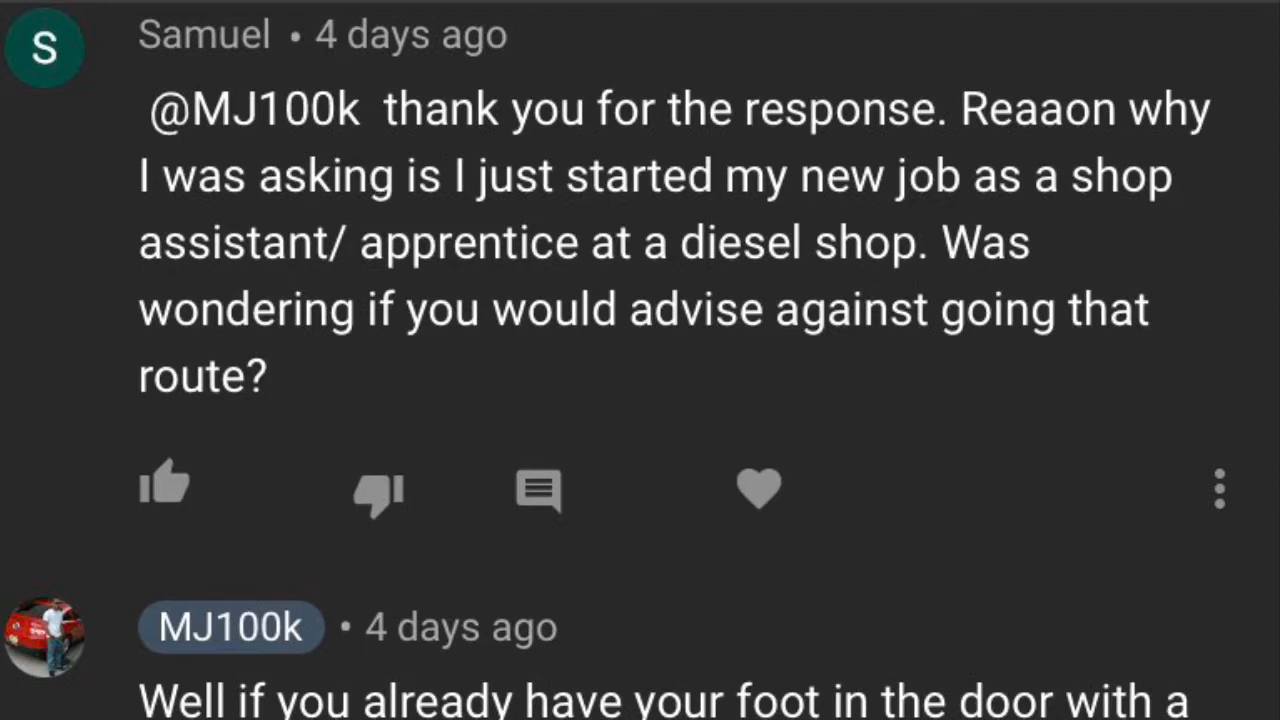 S
Samuel • 4 days ago
@MJ100k thank you for the response. Reaaon why
I was asking is I just started my new job as a shop
assistant/ apprentice at a diesel shop. Was
wondering if you would advise against going that
route?
MJ100k • 4 days ago
Well if you already have your foot in the door with a